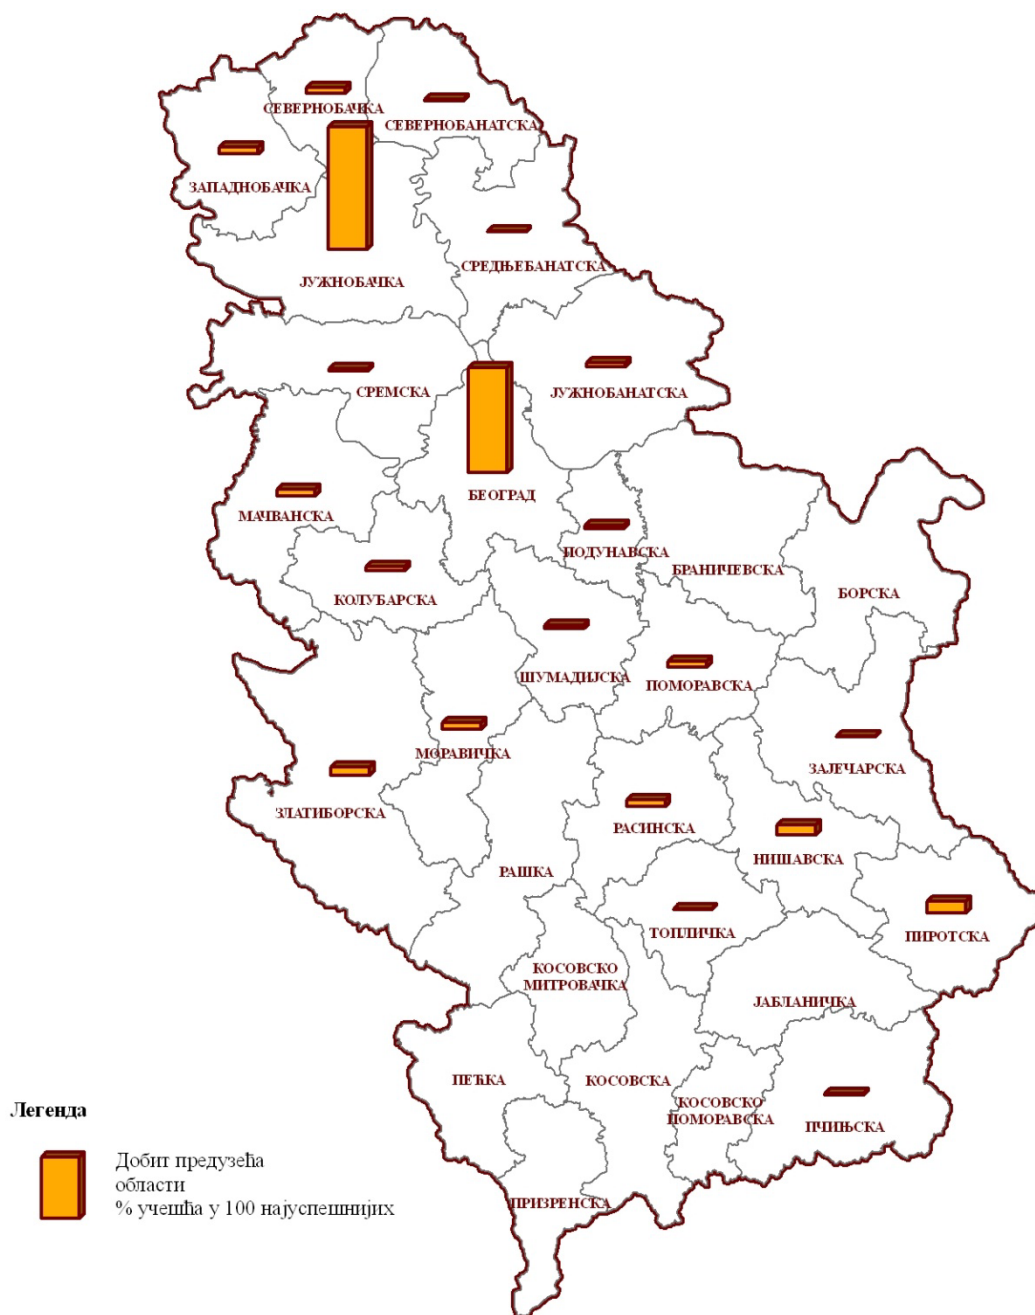 СЕВЕРНОБАЧКА
СЕВЕРНОБАНАТСКА
ЗАПАДНОБАЧКА
СРЕДЊЕБАНАТСКА
ЈУЖНОБАЧКА
СРЕМСКА
ЈУЖНОБАНАТСКА
БЕОГРАД
МАЧВАНСКА
ПОДУНАВСКА
БРАНИЧЕВСКА
БОРСКА
КОЛУБАРСКА
ШУМАДИЈСКА
ПОМОРАВСКА
МОРАВИЧКА
ЗАЈЕЧАРСКА
ЗЛАТИБОРСКА
РАСИНСКА
НИШАВСКА
РАШКА
ТОПЛИЧКА
ПИРОТСКА
КОСОВСКО
МИТРОВАЧКА
ЈАБЛАНИЧКА
ПЕЋКА
КОСОВСКА
КОСОВСКО
ПОМОРАВСКА
ПЧИЊСКА
ПРИЗРЕНСКА
Легенда
Добит предузећа
области
% учешћа у 100 најуспешнијих